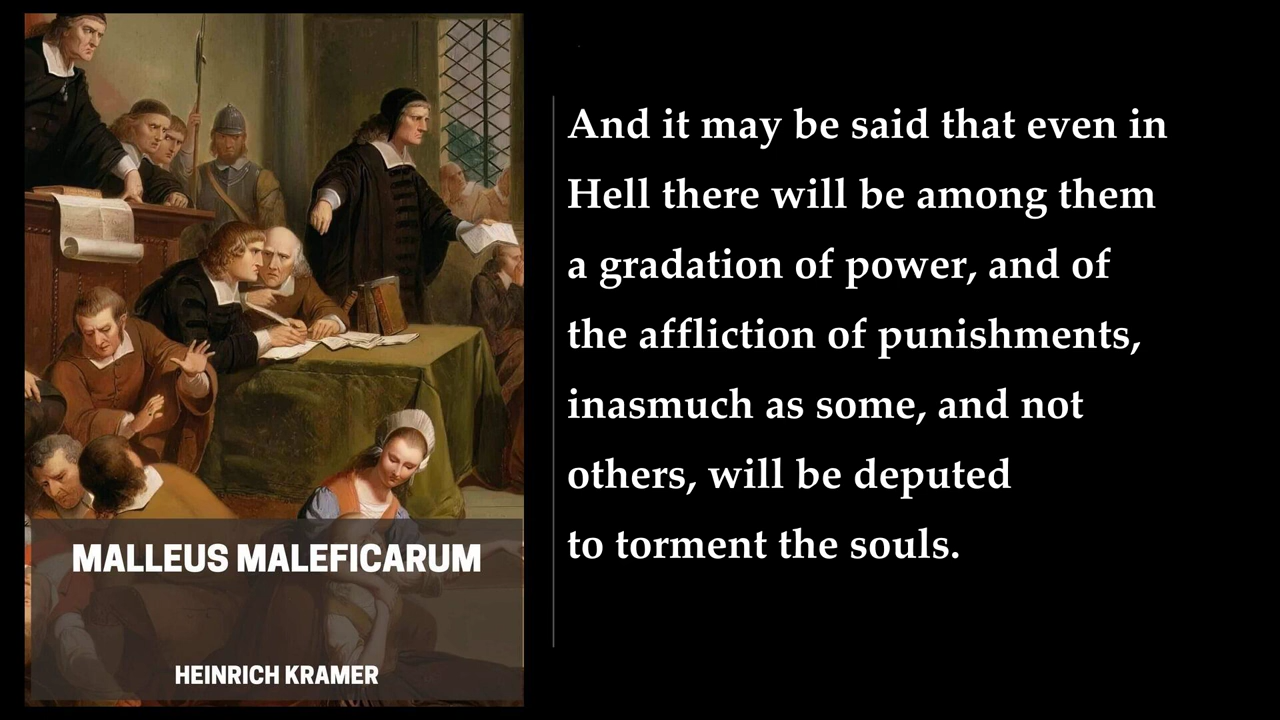 MALLEUS MALEFICARUM
HEINRICH KRAMER
And it may be said that even in
Hell there will be among them
a gradation of power, and of
the affliction of punishments,
inasmuch as some, and not
others, will be deputed
to torment the souls.